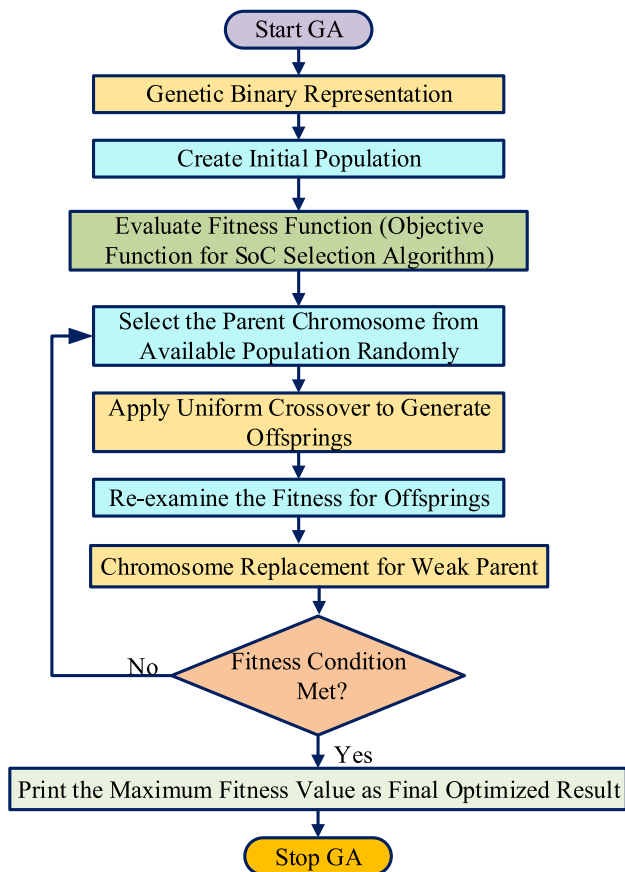 Start GA
Genetic Binary Representation
Create Initial Population
Evaluate Fitness Function (Objective
Function for SoC Selection Algorithm)
Select the Parent Chromosome from
Available Population Randomly
Apply Uniform Crossover to Generate
Offsprings
Re-examine the Fitness for Offsprings
Chromosome Replacement for Weak Parent
Fitness Condition
Met?
No
Yes
Print the Maximum Fitness Value as Final Optimized Result
Stop GA